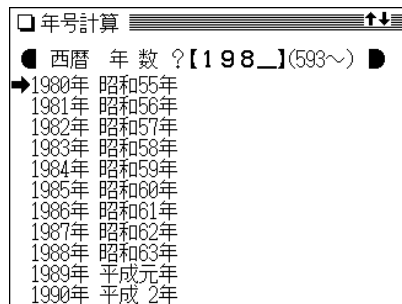 年号計算
西暦 年 数 ?【198_】(593~)
➡1980年 昭和55年
1981年 昭和56年
1982年 昭和57年
1983年 昭和58年
1984年 昭和59年
1985年 昭和60年
1986年 昭和61年
1987年 昭和62年
1988年 昭和63年
1989年 平成元年
1990年 平成 2年